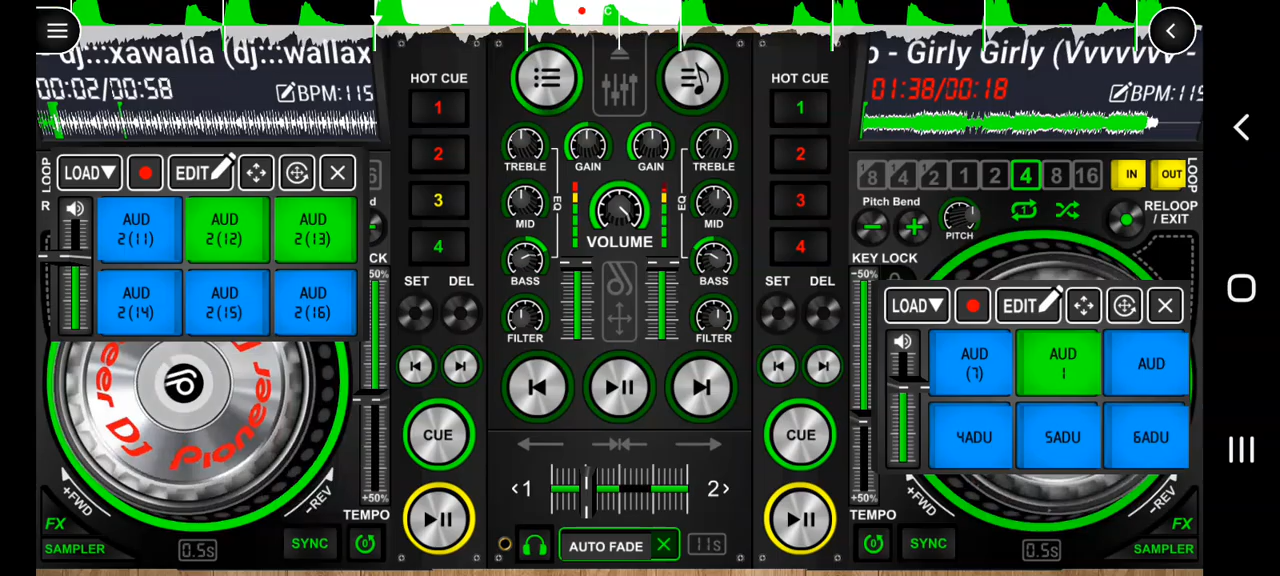 dj:::xawalla (dj:::wallax
00:02/00:58
BPM:115
LOOP
R
LOAD▼
EDIT
AUD 2(11)
AUD 2(12)
AUD 2(13)
AUD 2(14)
AUD 2(15)
AUD 2(16)
50%
+50%
Pioneer DJ
+FWD
-REV
TEMPO
FX
SAMPLER
0.5s
SYNC
HOT CUE
1
2
3
4
SET
DEL
CUE
TREBLE
GAIN
GAIN
TREBLE
MID
EQ
VOLUME
EQ
MID
BASS
BASS
FILTER
FILTER
<1
2>
AUTO FADE
11s
HOT CUE
1
2
3
4
SET
DEL
CUE
- Girly Girly (Vvvvvvv -
01:38/00:18
BPM:115
1/8
1/4
1/2
1
2
4
8
16
IN
OUT
LOOP
Pitch Bend
PITCH
RELOOP
/ EXIT
KEY LOCK
-50%
LOAD▼
EDIT
AUD (7)
AUD 1
AUD
4ADU
5ADU
6ADU
+50%
TEMPO
+FWD
-REV
FX
SYNC
0.5s
SAMPLER